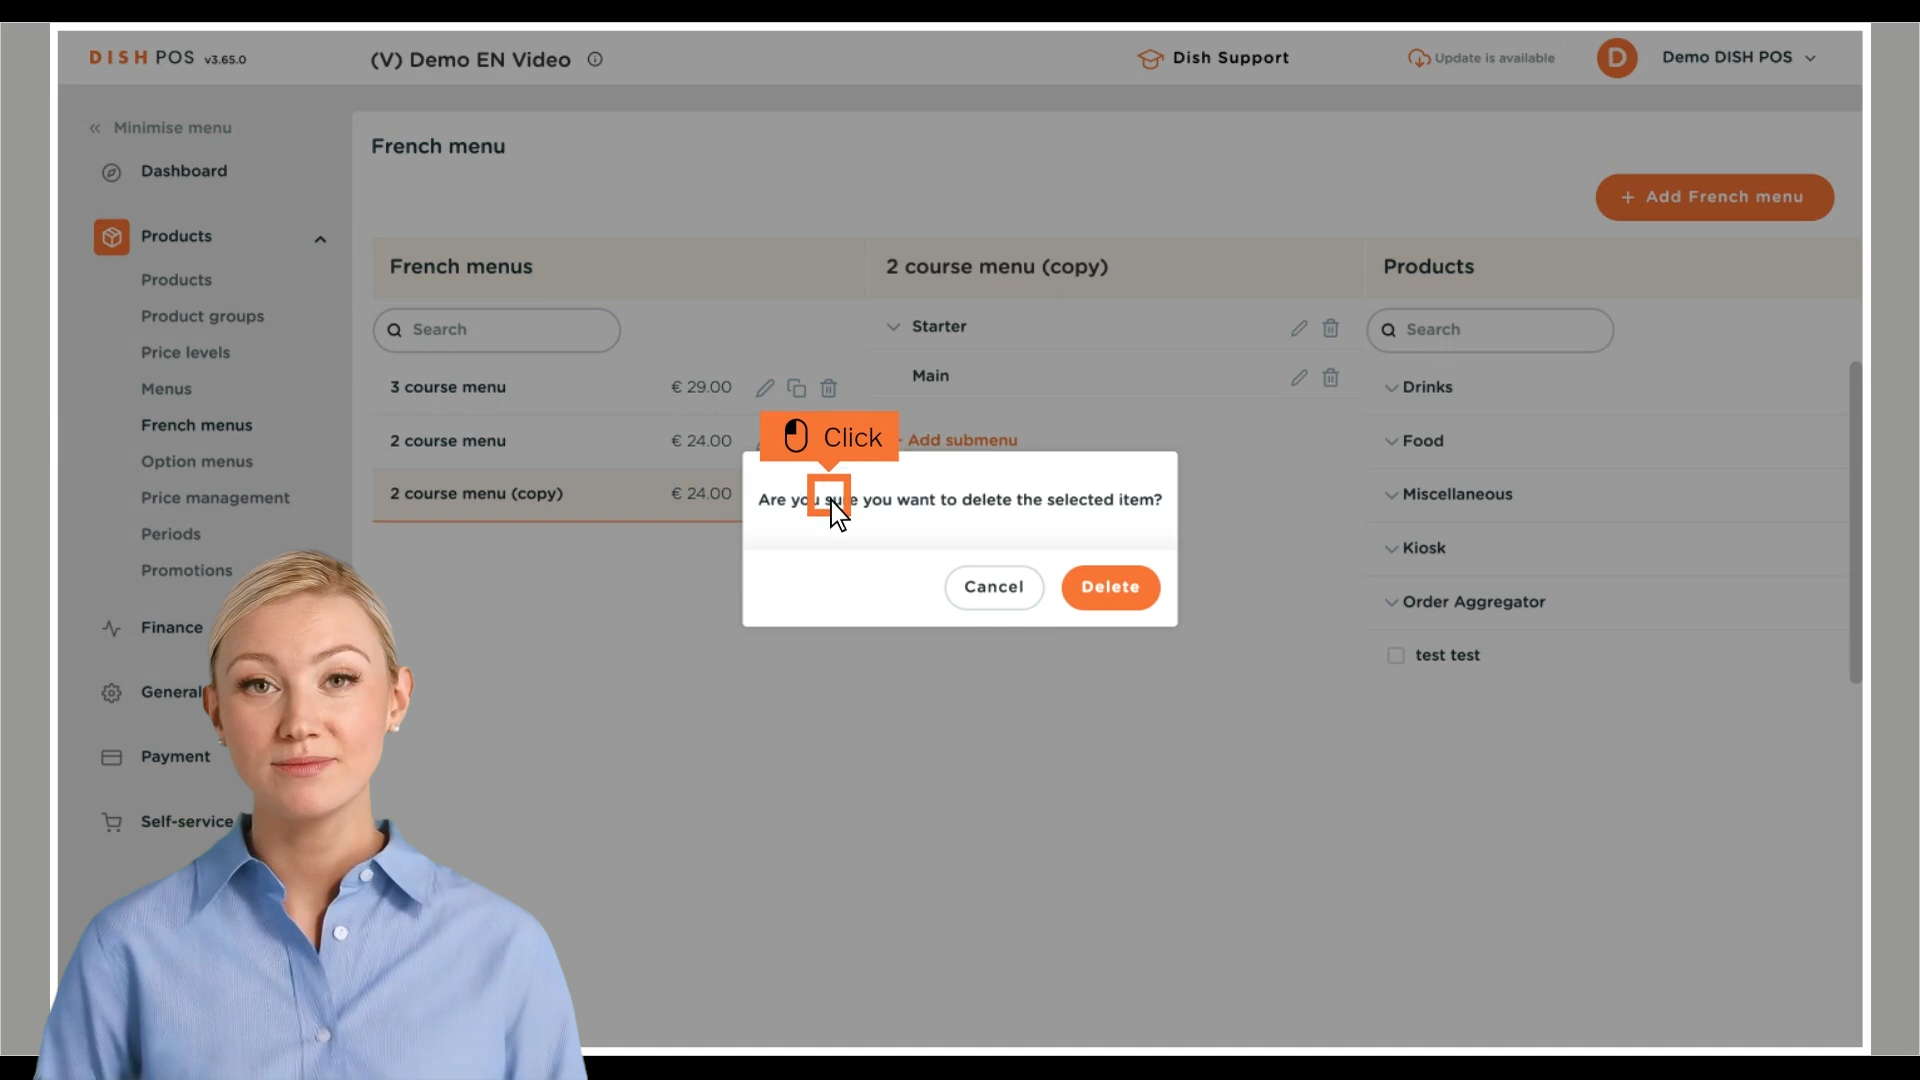 DISH POS v3.65.0
(V) Demo EN Video
Dish Support
Update is available
D
Demo DISH POS
Minimise menu
Dashboard
Products
Products
Product groups
Price levels
Menus
French menus
Option menus
Price management
Periods
Promotions
Finance
General
Payment
Self-service
French menu
+ Add French menu
French menus
Search
3 course menu € 29.00
2 course menu € 24.00
2 course menu (copy) € 24.00
2 course menu (copy)
Starter
Main
Add submenu
Products
Search
Drinks
Food
Miscellaneous
Kiosk
Order Aggregator
test test
Click
Are you sure you want to delete the selected item?
Cancel
Delete